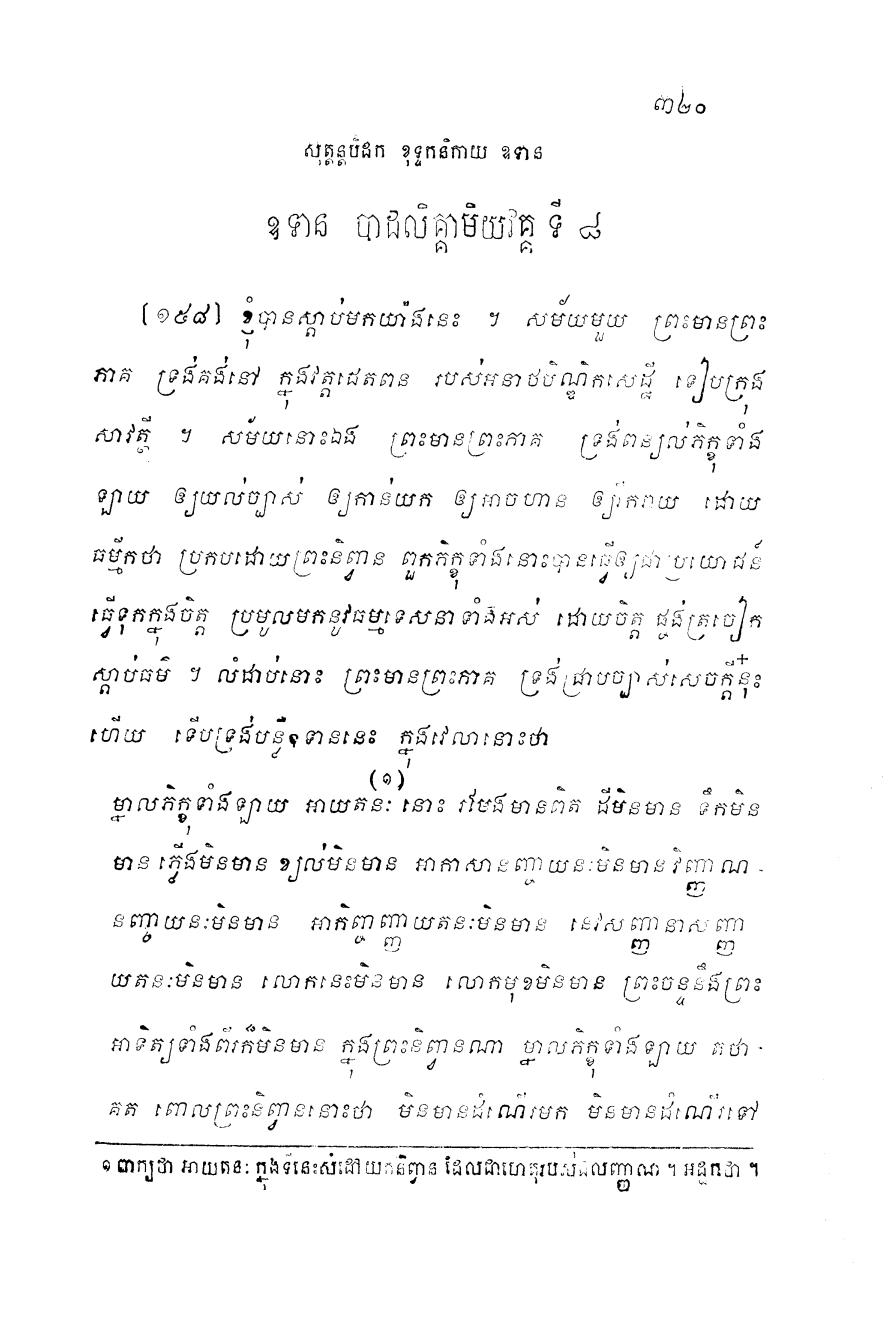 ៣២០
សុត្តន្តបិដក ខុទ្ទកនិកាយ ឧទាន
ឧទាន បាដលិគ្គាមិយវគ្គ ទី ៨
[១៥៨] ខ្ញុំបានស្តាប់មកយ៉ាងនេះ ។ សម័យមួយ ព្រះមានព្រះ
ភាគ ទ្រង់គង់នៅ ក្នុងវត្តជេតពន របស់អនាថបិណ្ឌិកសេដ្ឋី ទៀបក្រុង
សាវត្ថី ។ សម័យនោះឯង ព្រះមានព្រះភាគ ទ្រង់ពន្យល់ភិក្ខុទាំង
ឡាយ ឲ្យយល់ច្បាស់ ឲ្យកាន់យក ឲ្យអាចហាន ឲ្យរីករាយ ដោយ
ធម្មីកថា ប្រកបដោយព្រះនិព្វាន ពួកភិក្ខុទាំងនោះបានធ្វើឲ្យជាប្រយោជន៍
ធ្វើទុកក្នុងចិត្ត ប្រមូលមកនូវធម្មទេសនាទាំងអស់ ដោយចិត្ត ផ្ចង់ត្រចៀក
ស្តាប់ធម៌ ។ លំដាប់នោះ ព្រះមានព្រះភាគ ទ្រង់ជ្រាបច្បាស់សេចក្តីនុ៎ះ
ហើយ ទើបទ្រង់បន្លឺឧទាននេះ ក្នុងវេលានោះថា
ម្នាលភិក្ខុទាំងឡាយ អាយតនៈ(១) នោះ រមែងមានពិត ដីមិនមាន ទឹកមិន
មាន ភ្លើងមិនមាន ខ្យល់មិនមាន អាកាសានញ្ចាយនៈមិនមាន វិញ្ញាណ-
នញ្ចាយនៈមិនមាន អាកិញ្ចញ្ញាយតនៈមិនមាន នេវសញ្ញានាសញ្ញា
យតនៈមិនមាន លោកនេះមិនមាន លោកមុខមិនមាន ព្រះចន្ទនឹងព្រះ
អាទិត្យទាំងពីរក៏មិនមាន ក្នុងព្រះនិព្វានណា ម្នាលភិក្ខុទាំងឡាយ តថា-
គត ពោលព្រះនិព្វាននោះថា មិនមានដំណើរមក មិនមានដំណើរទៅ
១ ពាក្យថា អាយតនៈ ក្នុងទីនេះសំដៅយកនិព្វាន ដែលជាហេតុរបស់ផលញ្ញាណ ។ អដ្ឋកថា ។